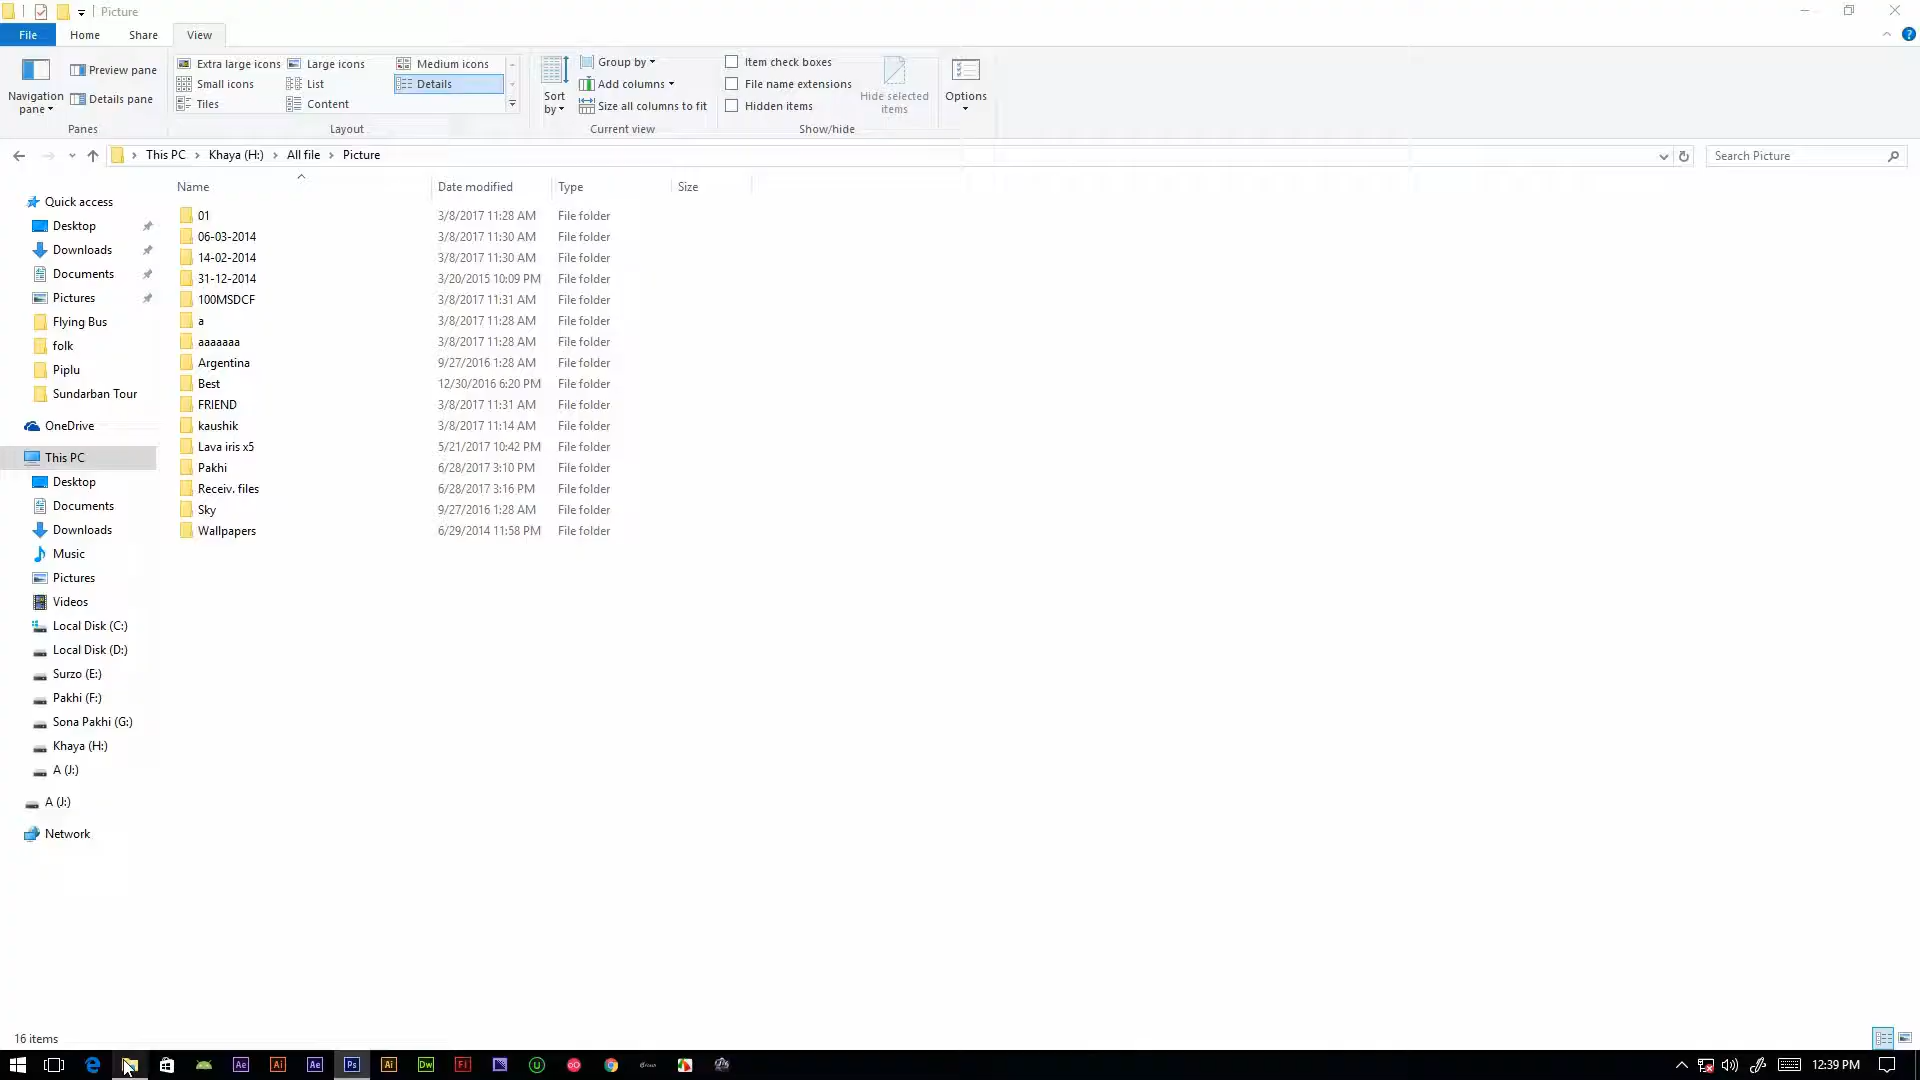 Picture
File Home Share View
Navigation pane
Preview pane
Details pane
Panes
Extra large icons Large icons Medium icons
Small icons List Details
Tiles Content
Layout
Sort by
Group by
Add columns
Size all columns to fit
Current view
Item check boxes
File name extensions
Hidden items
Hide selected items
Show/hide
Options
This PC Khaya (H:) All file Picture
Search Picture
Name Date modified Type Size
01 3/8/2017 11:28 AM File folder
06-03-2014 3/8/2017 11:30 AM File folder
14-02-2014 3/8/2017 11:30 AM File folder
31-12-2014 3/20/2015 10:09 PM File folder
100MSDCF 3/8/2017 11:31 AM File folder
a 3/8/2017 11:28 AM File folder
aaaaaaa 3/8/2017 11:28 AM File folder
Argentina 9/27/2016 1:28 AM File folder
Best 12/30/2016 6:20 PM File folder
FRIEND 3/8/2017 11:31 AM File folder
kaushik 3/8/2017 11:14 AM File folder
Lava iris x5 5/21/2017 10:42 PM File folder
Pakhi 6/28/2017 3:10 PM File folder
Receiv. files 6/28/2017 3:16 PM File folder
Sky 9/27/2016 1:28 AM File folder
Wallpapers 6/29/2014 11:58 PM File folder
Quick access
Desktop
Downloads
Documents
Pictures
Flying Bus
folk
Piplu
Sundarban Tour
OneDrive
This PC
Desktop
Documents
Downloads
Music
Pictures
Videos
Local Disk (C:)
Local Disk (D:)
Surzo (E:)
Pakhi (F:)
Sona Pakhi (G:)
Khaya (H:)
A (J:)
A (J:)
Network
16 items
Ae Ai Ae Ps Ai Dw Fl
12:39 PM